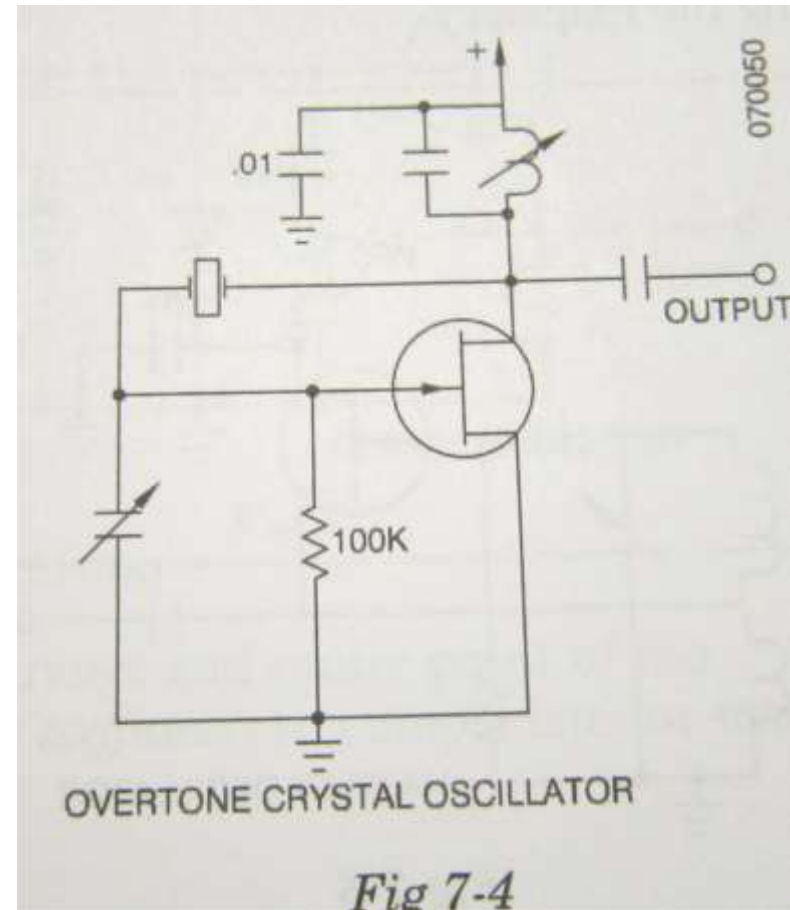 +
070050
.01
OUTPUT
100K
OVERTONE CRYSTAL OSCILLATOR
Fig 7-4